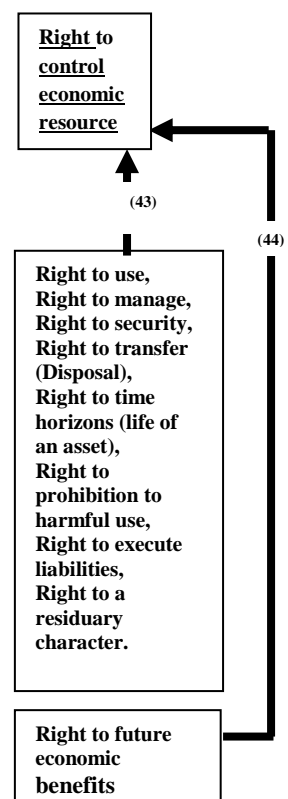 Right to
control
economic
resource
(43)
(44)
Right to use,
Right to manage,
Right to security,
Right to transfer
(Disposal),
Right to time
horizons (life of
an asset),
Right to
prohibition to
harmful use,
Right to execute
liabilities,
Right to a
residuary
character.
Right to future
economic
benefits